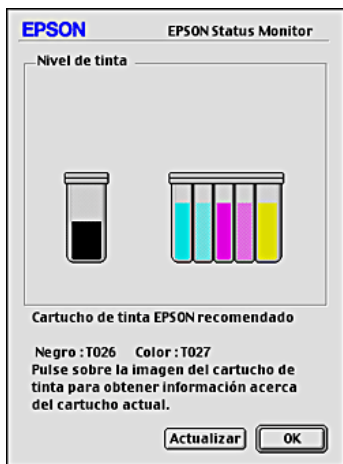 EPSON EPSON Status Monitor
Nivel de tinta
Cartucho de tinta EPSON recomendado
Negro : T026 Color : T027
Pulse sobre la imagen del cartucho de
tinta para obtener información acerca
del cartucho actual.
Actualizar OK